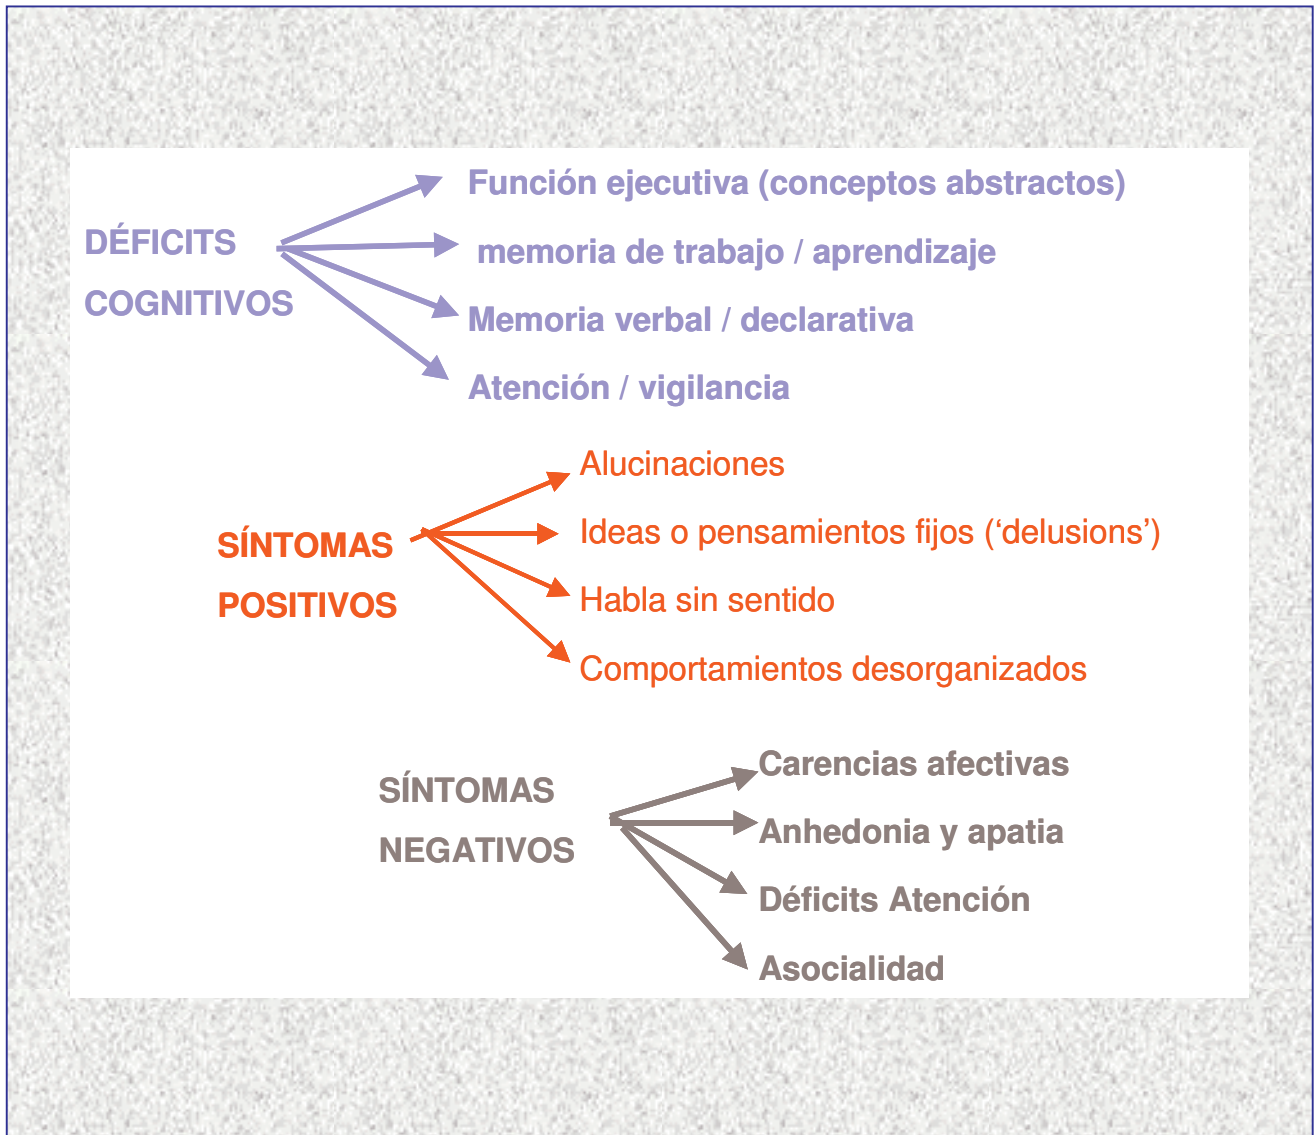 DÉFICITS
COGNITIVOS
Función ejecutiva (conceptos abstractos)
memoria de trabajo / aprendizaje
Memoria verbal / declarativa
Atención / vigilancia
SÍNTOMAS
POSITIVOS
Alucinaciones
Ideas o pensamientos fijos (‘delusions’)
Habla sin sentido
Comportamientos desorganizados
SÍNTOMAS
NEGATIVOS
Carencias afectivas
Anhedonia y apatia
Déficits Atención
Asocialidad